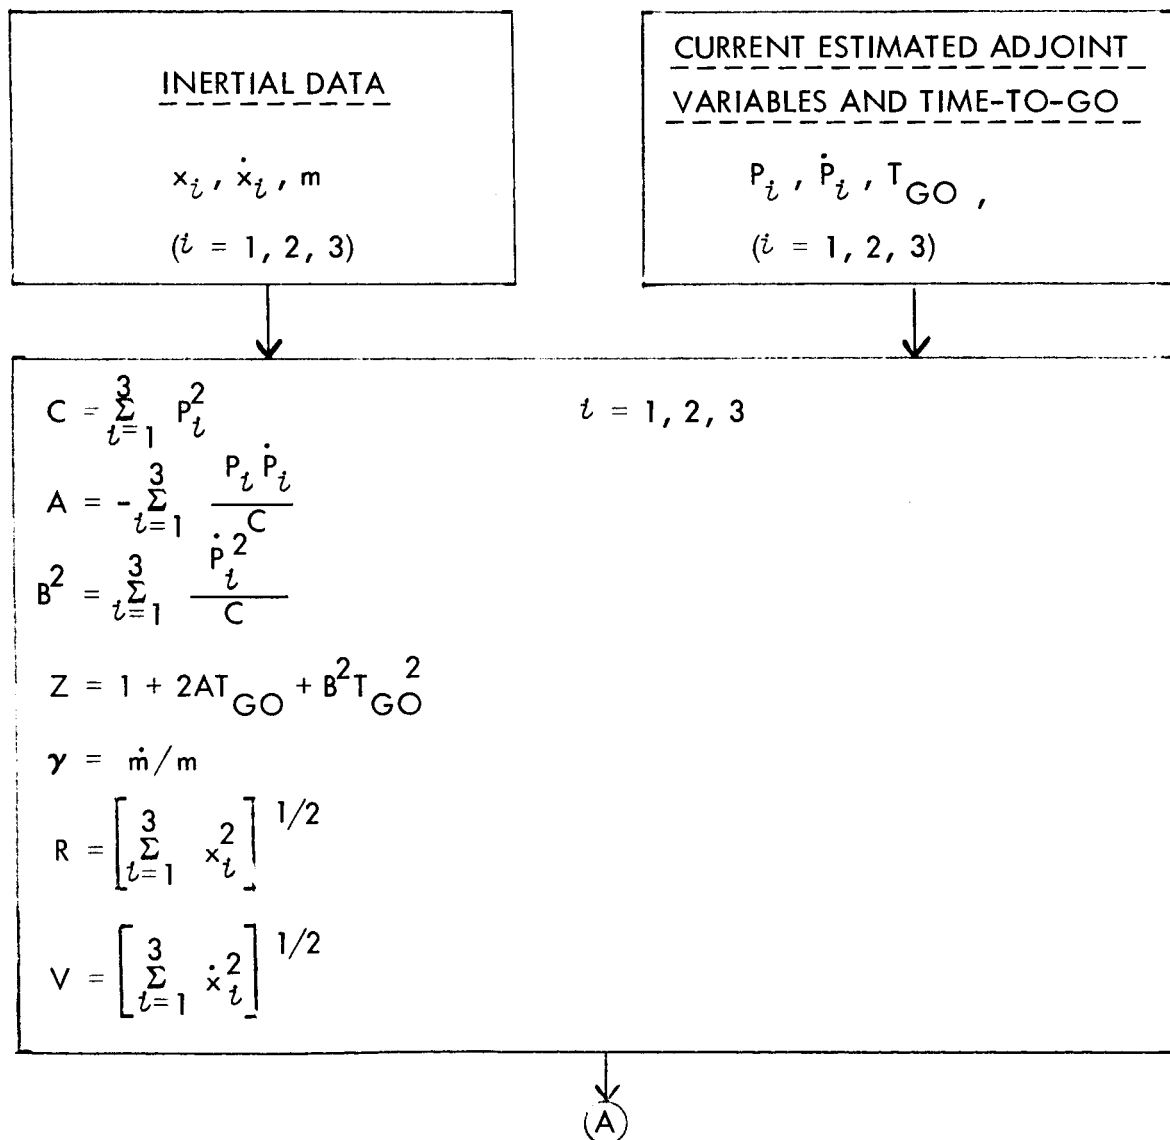 INERTIAL DATA
xᵢ, ẋᵢ, m
(i = 1, 2, 3)
CURRENT ESTIMATED ADJOINT
VARIABLES AND TIME-TO-GO
Pᵢ, Ṗᵢ, T_GO,
(i = 1, 2, 3)
C = Σ_{i=1}^{3} Pᵢ²
i = 1, 2, 3
A = -Σ_{i=1}^{3} PᵢṖᵢ / C
B² = Σ_{i=1}^{3} Ṗᵢ² / C
Z = 1 + 2AT_GO + B²T_GO²
γ = ṁ/m
R = [Σ_{i=1}^{3} xᵢ²]^{1/2}
V = [Σ_{i=1}^{3} ẋᵢ²]^{1/2}
A